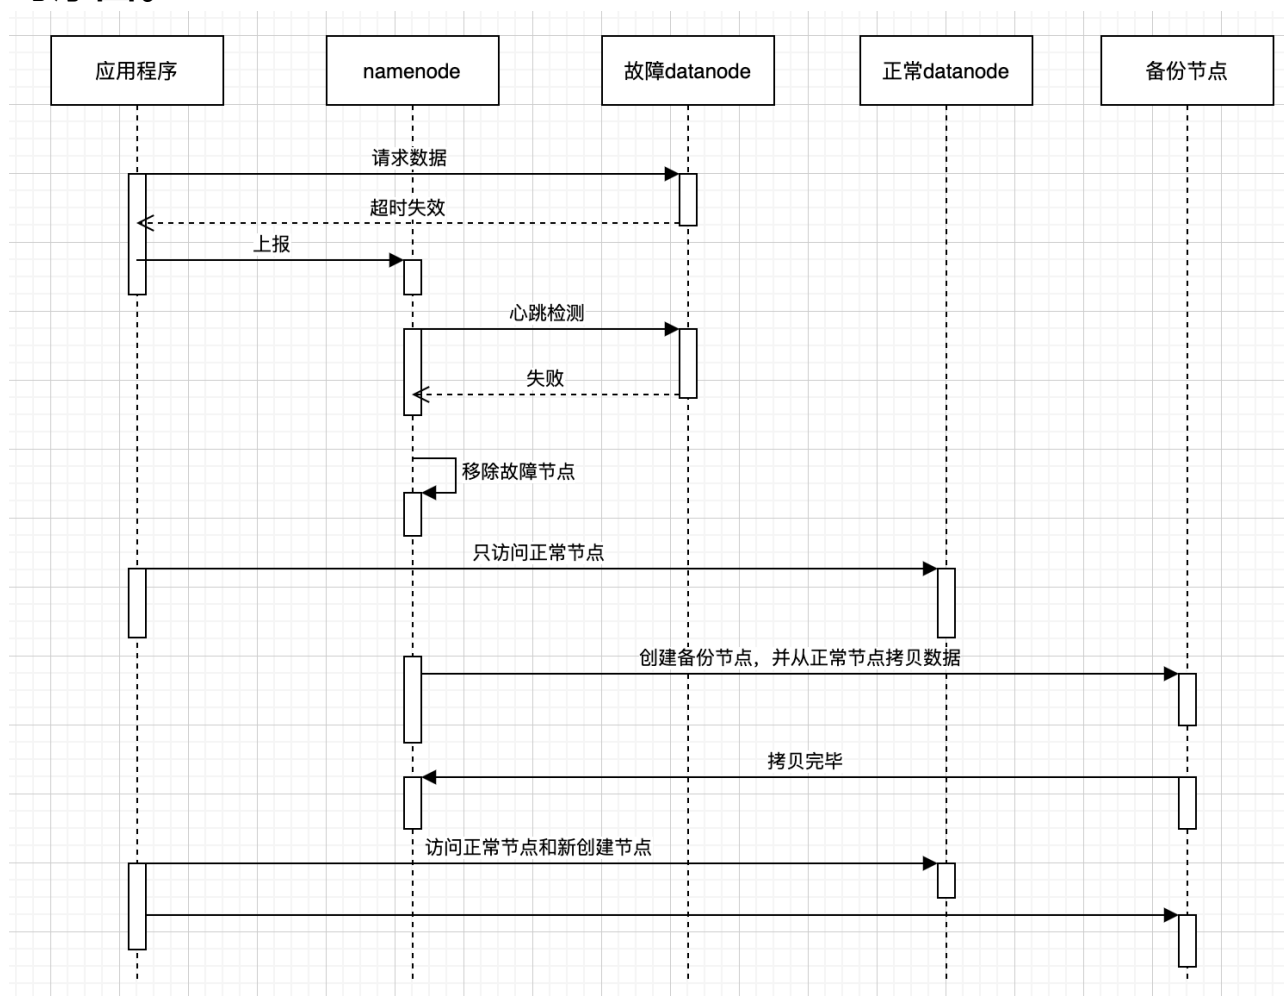 应用程序
namenode
故障datanode
正常datanode
备份节点
请求数据
超时失效
上报
心跳检测
失败
移除故障节点
只访问正常节点
创建备份节点，并从正常节点拷贝数据
拷贝完毕
访问正常节点和新创建节点